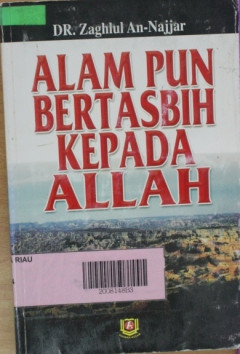 DR. Zaghlul An-Najjar
ALAM PUN
BERTASBIH
KEPADA
ALLAH
RIAU